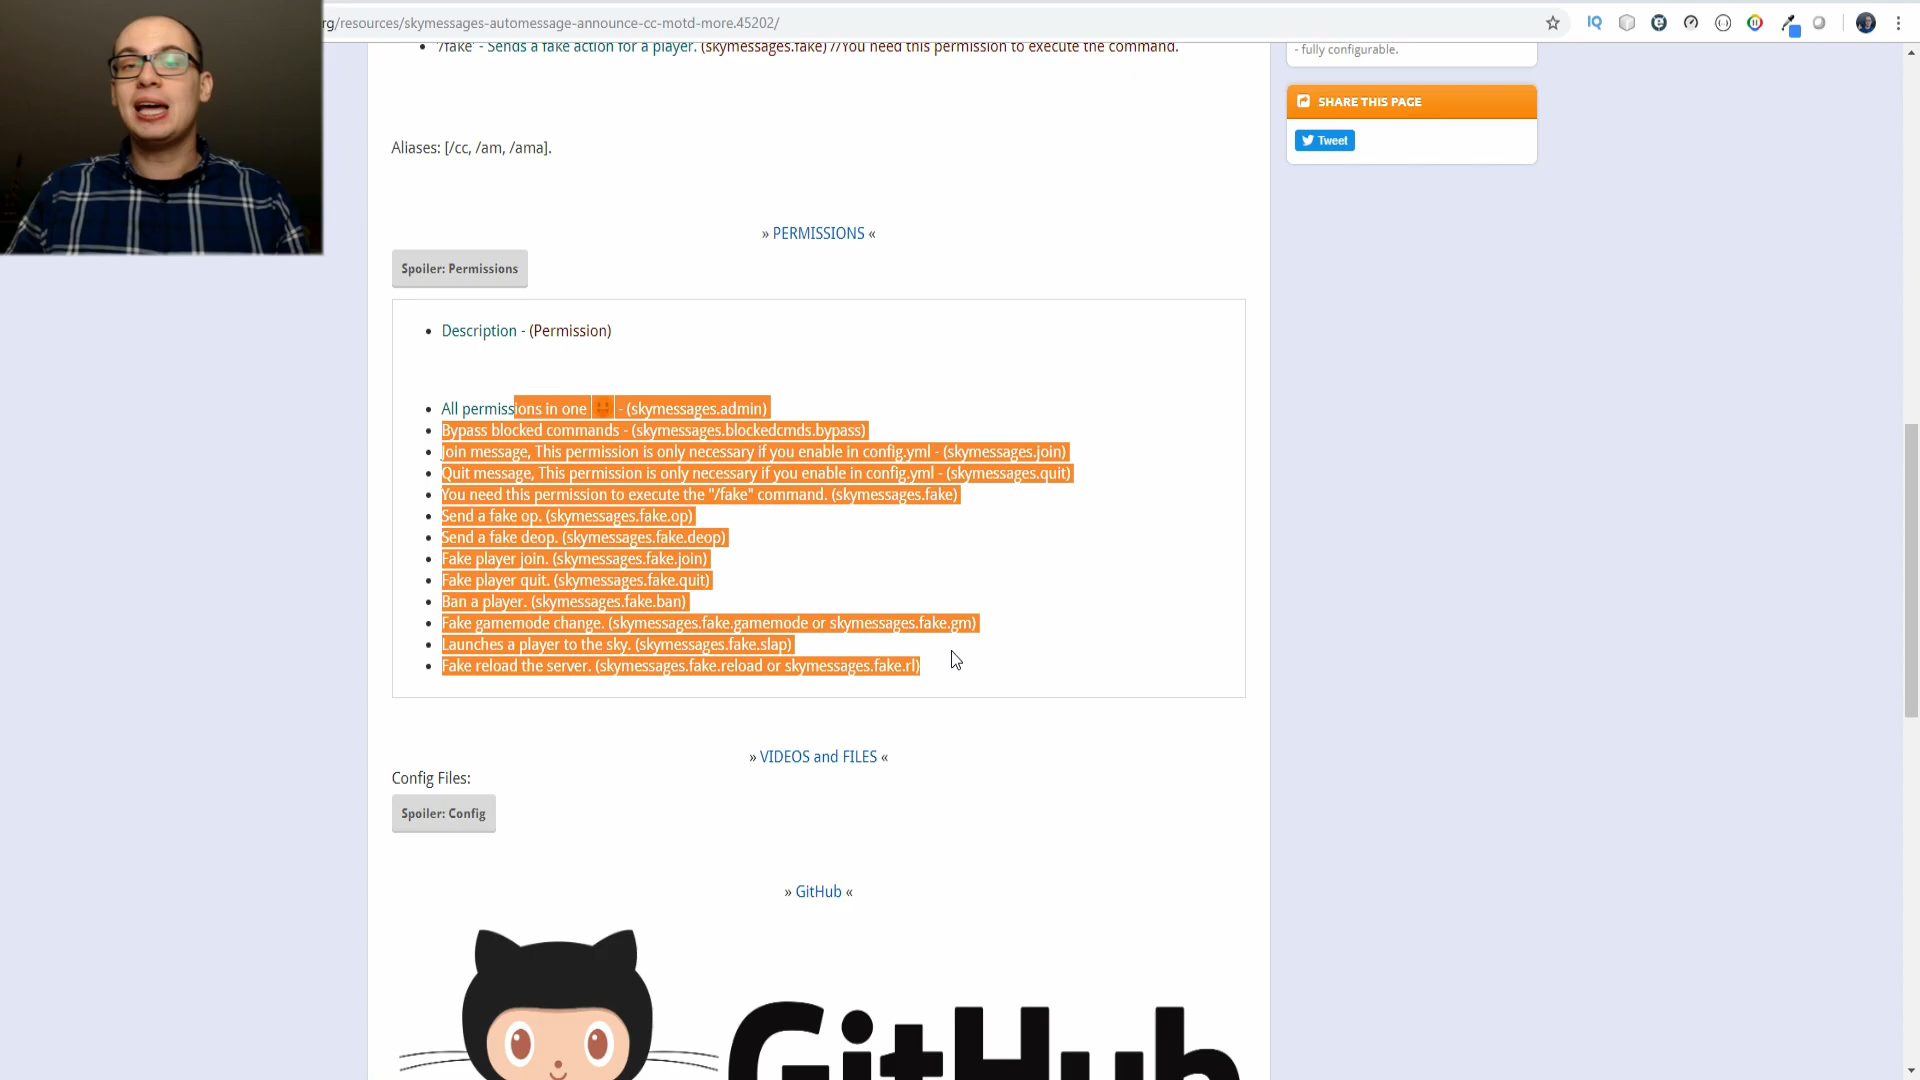 rg/resources/skymessages-automessage-announce-cc-motd-more.45202/
IQ
'/fake' - Sends a fake action for a player. (skymessages.fake) //You need this permission to execute the command.
- fully configurable.
SHARE THIS PAGE
Tweet
Aliases: [/cc, /am, /ama].
» PERMISSIONS «
Spoiler: Permissions
Description - (Permission)
All permissions in one - (skymessages.admin)
Bypass blocked commands - (skymessages.blockedcmds.bypass)
Join message, This permission is only necessary if you enable in config.yml - (skymessages.join)
Quit message, This permission is only necessary if you enable in config.yml - (skymessages.quit)
You need this permission to execute the "/fake" command. (skymessages.fake)
Send a fake op. (skymessages.fake.op)
Send a fake deop. (skymessages.fake.deop)
Fake player join. (skymessages.fake.join)
Fake player quit. (skymessages.fake.quit)
Ban a player. (skymessages.fake.ban)
Fake gamemode change. (skymessages.fake.gamemode or skymessages.fake.gm)
Launches a player to the sky. (skymessages.fake.slap)
Fake reload the server. (skymessages.fake.reload or skymessages.fake.rl)
» VIDEOS and FILES «
Config Files:
Spoiler: Config
» GitHub «
GitHub